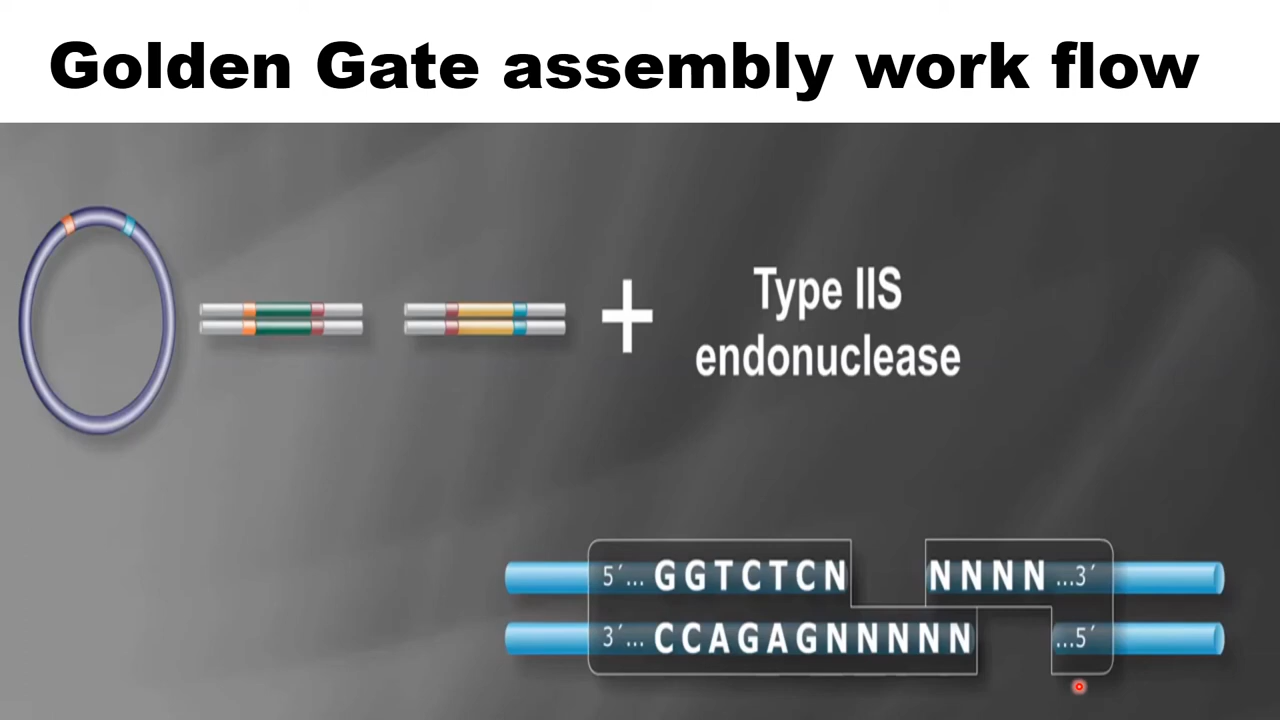 Golden Gate assembly work flow
+
Type IIS
endonuclease
5´... GGTCTCN NNNN ...3´
3´... CCAGAGNNNNN ...5´